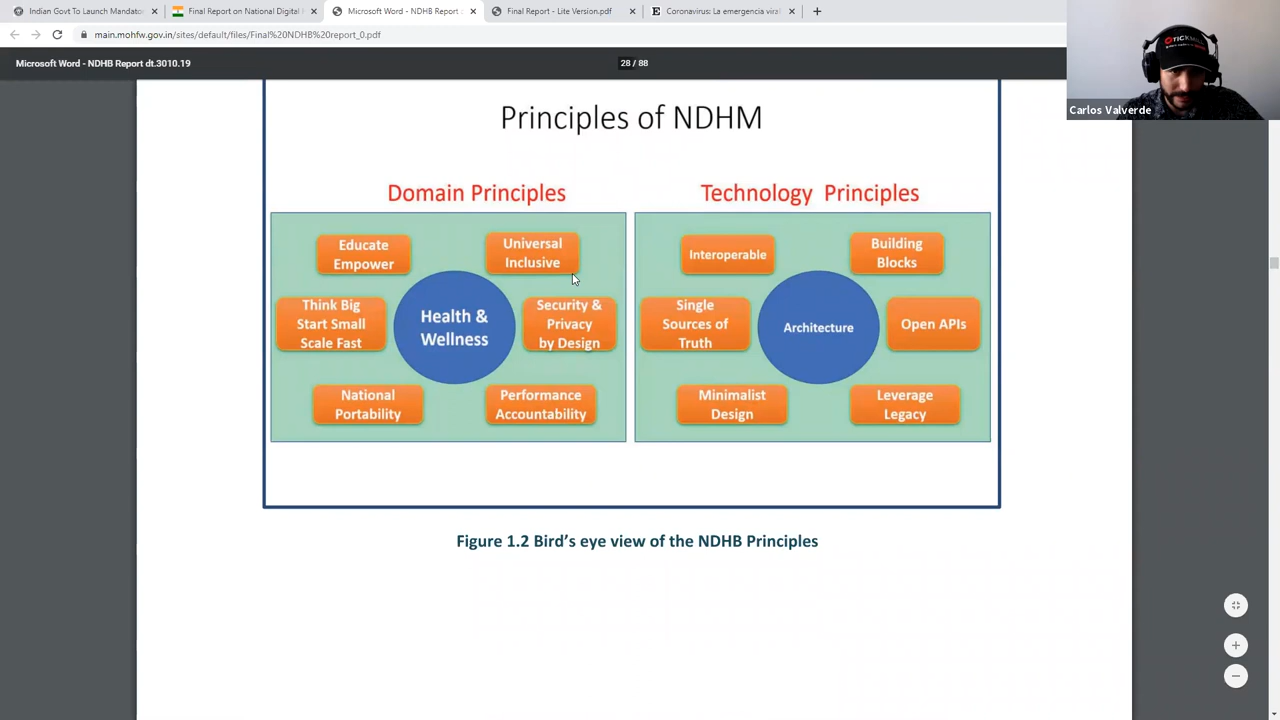 Indian Govt To Launch Mandator
Final Report on National Digital H
Microsoft Word - NDHB Report d
Final Report - Lite Version.pdf
Coronavirus: La emergencia viral
main.mohfw.gov.in/sites/default/files/Final%20NDHB%20report_0.pdf
Microsoft Word - NDHB Report dt.3010.19
28 / 88
TICKMILL
Carlos Valverde
Principles of NDHM
Domain Principles
Educate
Empower
Universal
Inclusive
Think Big
Start Small
Scale Fast
Health &
Wellness
Security &
Privacy
by Design
National
Portability
Performance
Accountability
Technology Principles
Interoperable
Building
Blocks
Single
Sources of
Truth
Architecture
Open APIs
Minimalist
Design
Leverage
Legacy
Figure 1.2 Bird's eye view of the NDHB Principles